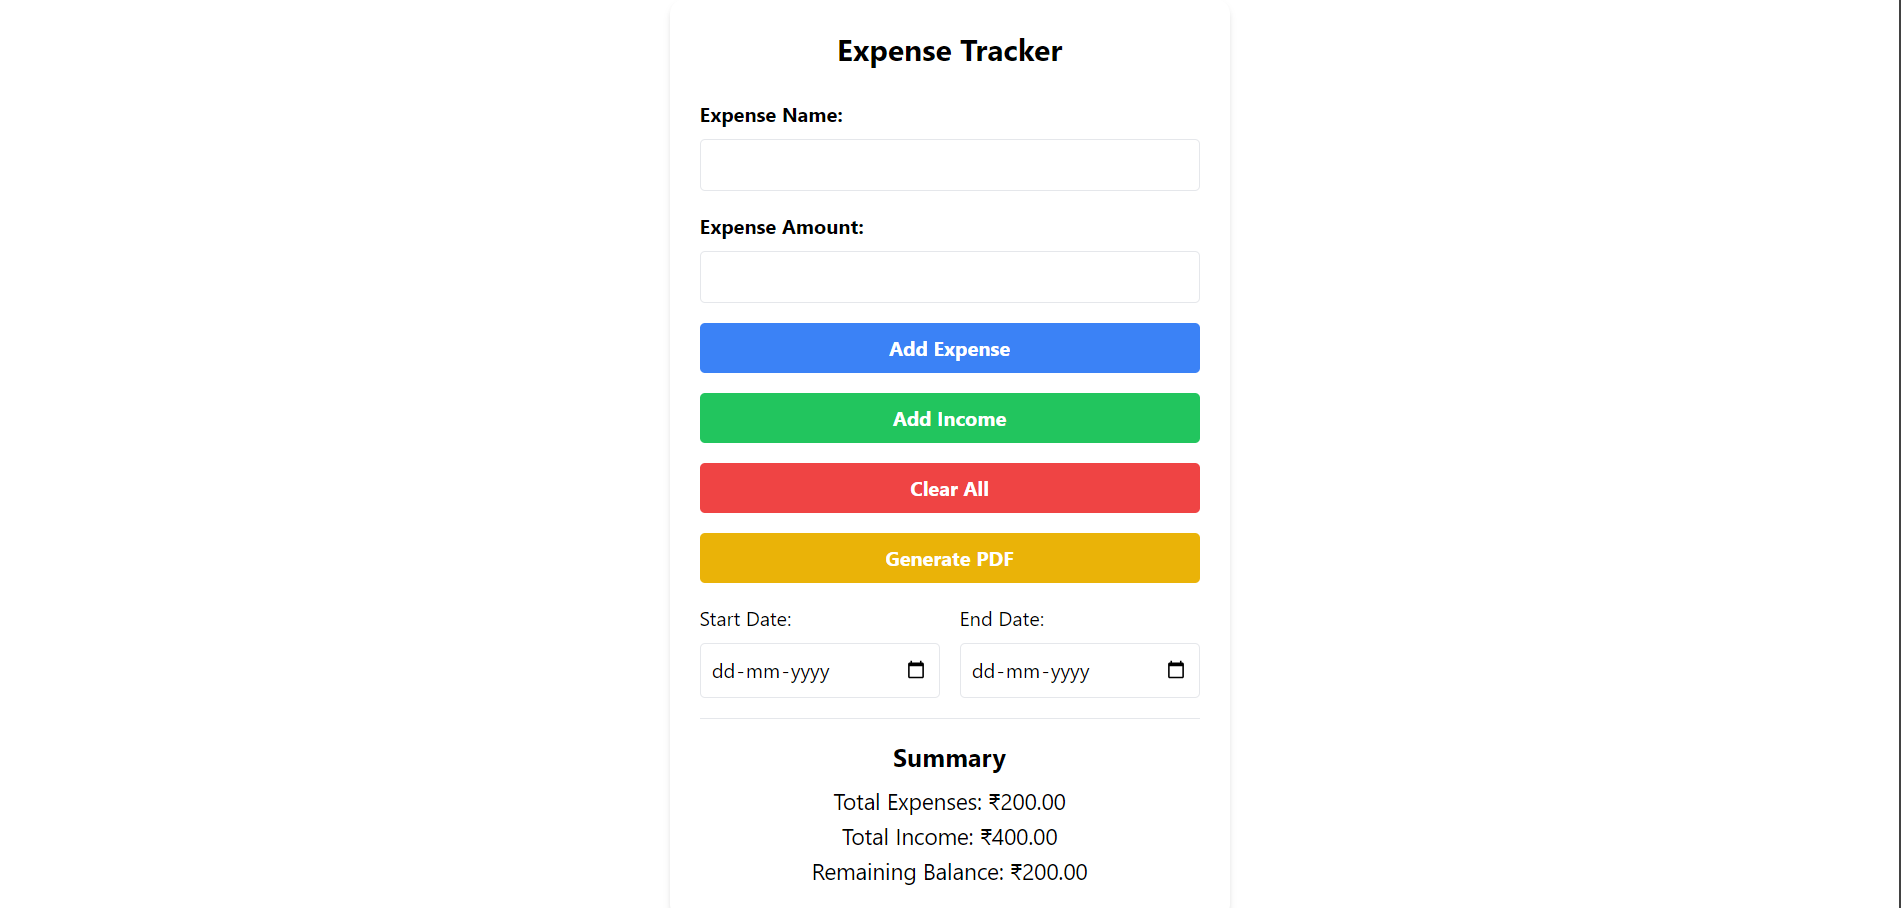 Expense Tracker
Expense Name:
Expense Amount:
Add Expense
Add Income
Clear All
Generate PDF
Start Date: End Date:
dd-mm-yyyy dd-mm-yyyy
Summary
Total Expenses: ₹200.00
Total Income: ₹400.00
Remaining Balance: ₹200.00